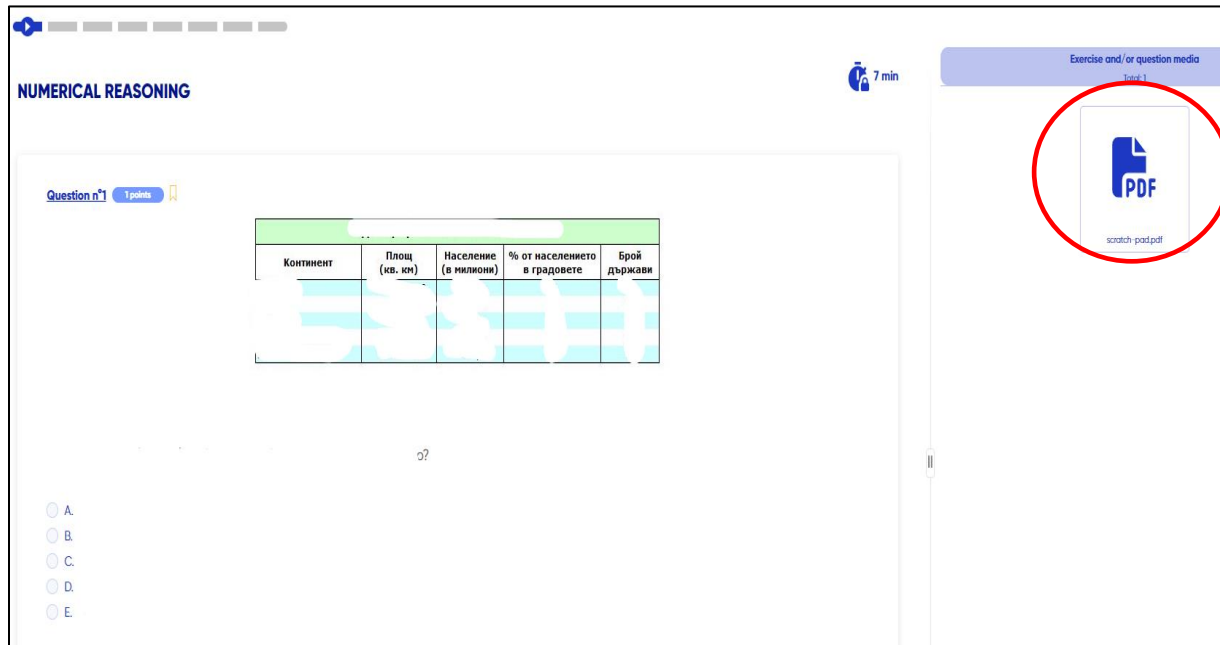 NUMERICAL REASONING
7 min
Question n°1 1 points
Континент Площ (кв. км) Население (в милиони) % от населението в градовете Брой държави
?
A.
B.
C.
D.
E.
Exercise and/or question media
Total: 1
PDF
scratch-pad.pdf